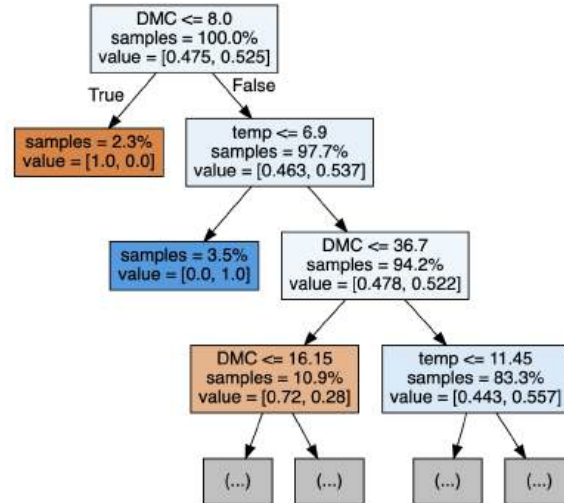 DMC <= 8.0
samples = 100.0%
value = [0.475, 0.525]
True
False
samples = 2.3%
value = [1.0, 0.0]
temp <= 6.9
samples = 97.7%
value = [0.463, 0.537]
samples = 3.5%
value = [0.0, 1.0]
DMC <= 36.7
samples = 94.2%
value = [0.478, 0.522]
DMC <= 16.15
samples = 10.9%
value = [0.72, 0.28]
temp <= 11.45
samples = 83.3%
value = [0.443, 0.557]
(...)
(...)
(...)
(...)